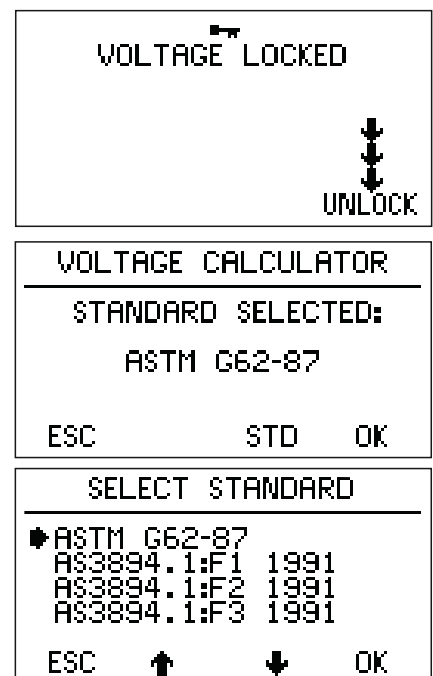 VOLTAGE LOCKED
UNLOCK
VOLTAGE CALCULATOR
STANDARD SELECTED:
ASTM G62-87
ESC STD OK
SELECT STANDARD
ASTM G62-87
AS3894.1:F1 1991
AS3894.1:F2 1991
AS3894.1:F3 1991
ESC OK